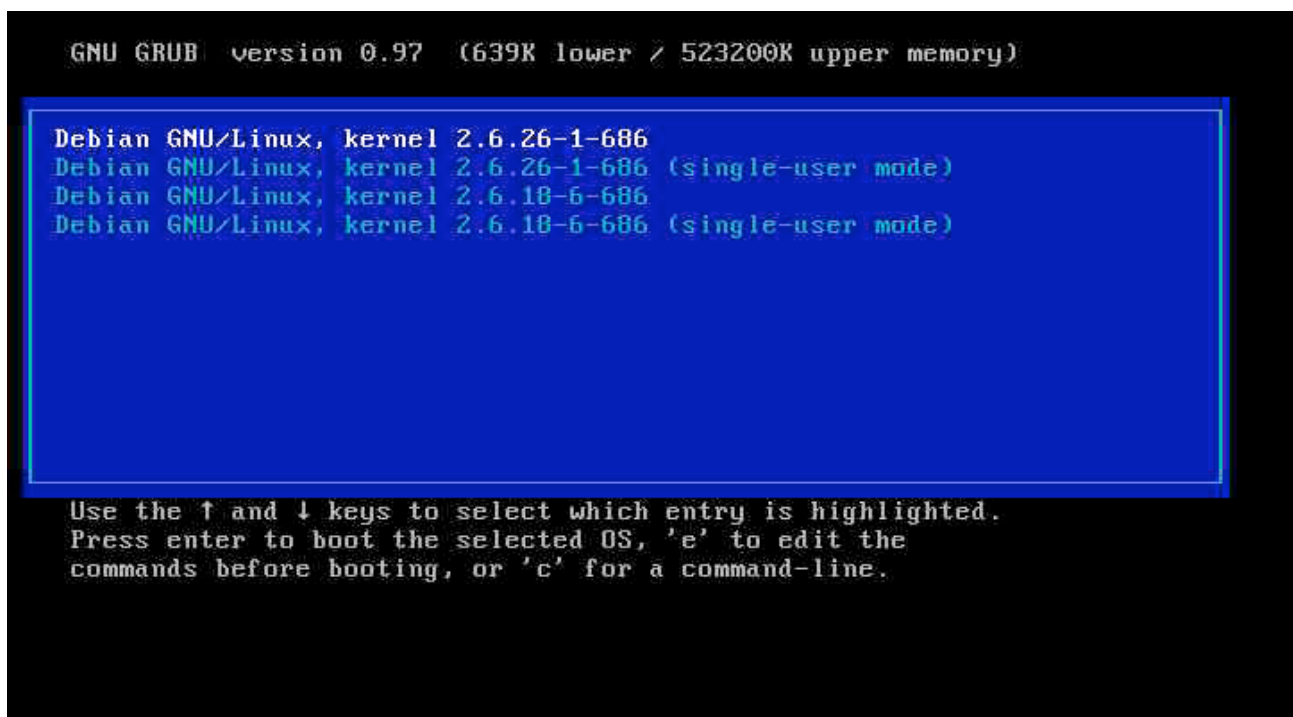 GNU GRUB version 0.97 (639K lower / 523200K upper memory)
Debian GNU/Linux, kernel 2.6.26-1-686
Debian GNU/Linux, kernel 2.6.26-1-686 (single-user mode)
Debian GNU/Linux, kernel 2.6.18-6-686
Debian GNU/Linux, kernel 2.6.18-6-686 (single-user mode)
Use the ↑ and ↓ keys to select which entry is highlighted.
Press enter to boot the selected OS, 'e' to edit the
commands before booting, or 'c' for a command-line.